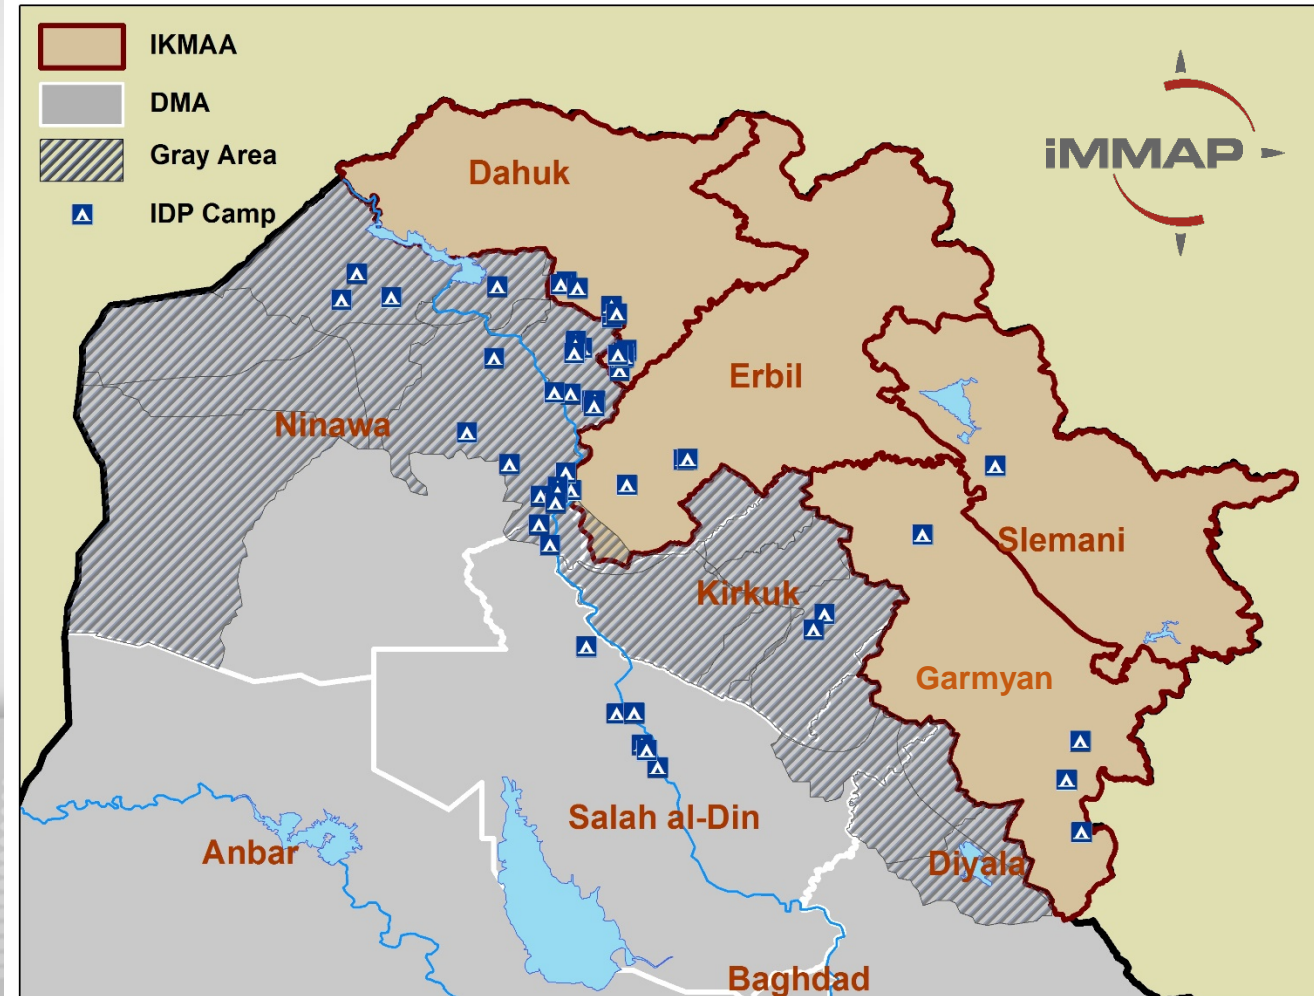 IKMAA
DMA
Gray Area
IDP Camp
iMMAP
Dahuk
Erbil
Ninawa
Slemani
Kirkuk
Garmyan
Salah al-Din
Anbar
Diyala
Baghdad